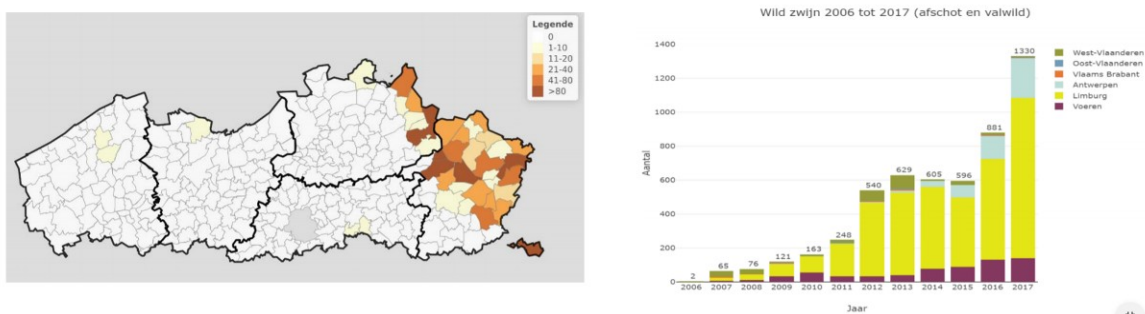 Legende
0
1-10
11-20
21-40
41-80
>80
Wild zwijn 2006 tot 2017 (afschot en valwild)
1400
1200
1000
800
600
400
200
0
Aantal
2
65
76
121
163
248
540
629
605
596
881
1330
2006 2007 2008 2009 2010 2011 2012 2013 2014 2015 2016 2017
Jaar
West-Vlaanderen
Oost-Vlaanderen
Vlaams Brabant
Antwerpen
Limburg
Voeren